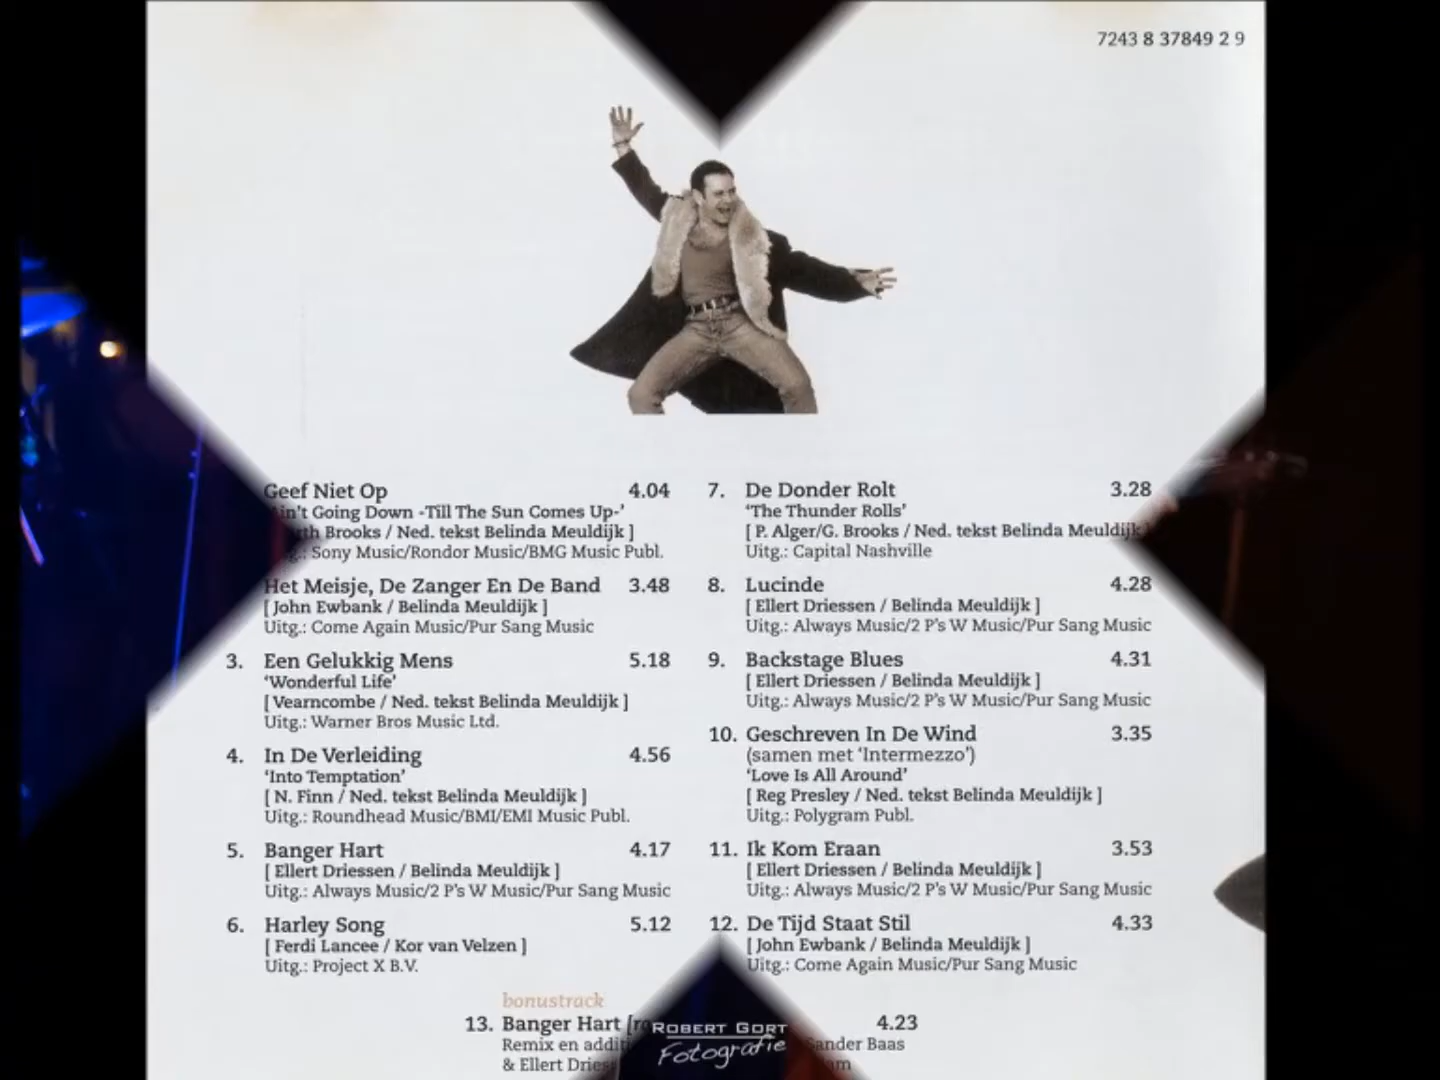 7243 8 37849 2 9
Geef Niet Op 4.04
Ain't Going Down -Till The Sun Comes Up-'
Brooks / Ned. tekst Belinda Meuldijk ]
Sony Music/Rondor Music/BMG Music Publ.
Het Meisje, De Zanger En De Band 3.48
[ John Ewbank / Belinda Meuldijk ]
Uitg.: Come Again Music/Pur Sang Music
3. Een Gelukkig Mens 5.18
'Wonderful Life'
[ Vearncombe / Ned. tekst Belinda Meuldijk ]
Uitg.: Warner Bros Music Ltd.
4. In De Verleiding 4.56
'Into Temptation'
[ N. Finn / Ned. tekst Belinda Meuldijk ]
Uitg.: Roundhead Music/BMI/EMI Music Publ.
5. Banger Hart 4.17
[ Ellert Driessen / Belinda Meuldijk ]
Uitg.: Always Music/2 P's W Music/Pur Sang Music
6. Harley Song 5.12
[ Ferdi Lancee / Kor van Velzen ]
Uitg.: Project X B.V.
7. De Donder Rolt 3.28
'The Thunder Rolls'
[ P. Alger/G. Brooks / Ned. tekst Belinda Meuldijk ]
Uitg.: Capital Nashville
8. Lucinde 4.28
[ Ellert Driessen / Belinda Meuldijk ]
Uitg.: Always Music/2 P's W Music/Pur Sang Music
9. Backstage Blues 4.31
[ Ellert Driessen / Belinda Meuldijk ]
Uitg.: Always Music/2 P's W Music/Pur Sang Music
10. Geschreven In De Wind 3.35
(samen met 'Intermezzo')
'Love Is All Around'
[ Reg Presley / Ned. tekst Belinda Meuldijk ]
Uitg.: Polygram Publ.
11. Ik Kom Eraan 3.53
[ Ellert Driessen / Belinda Meuldijk ]
Uitg.: Always Music/2 P's W Music/Pur Sang Music
12. De Tijd Staat Stil 4.33
[ John Ewbank / Belinda Meuldijk ]
Uitg.: Come Again Music/Pur Sang Music
bonustrack
13. Banger Hart 4.23
Remix en Sander Baas
& Ellert
ROBERT GORT
Fotografie